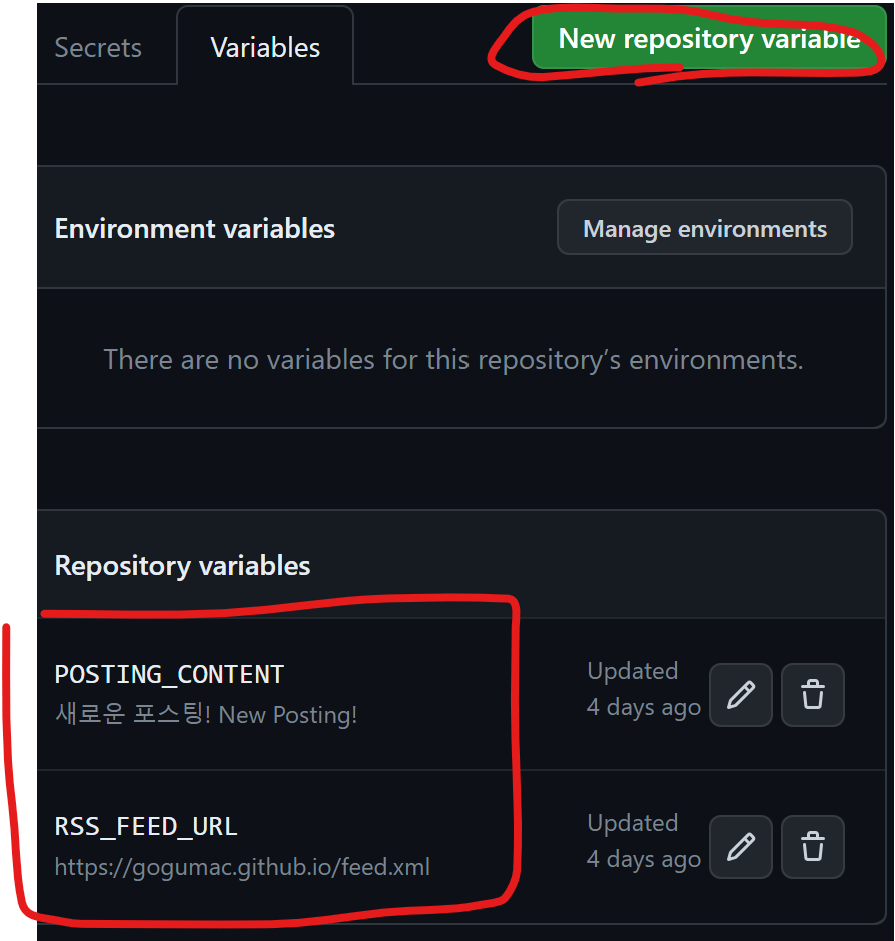 Secrets
Variables
New repository variable
Environment variables
Manage environments
There are no variables for this repository's environments.
Repository variables
POSTING_CONTENT
새로운 포스팅! New Posting!
Updated
4 days ago
RSS_FEED_URL
https://gogumac.github.io/feed.xml
Updated
4 days ago